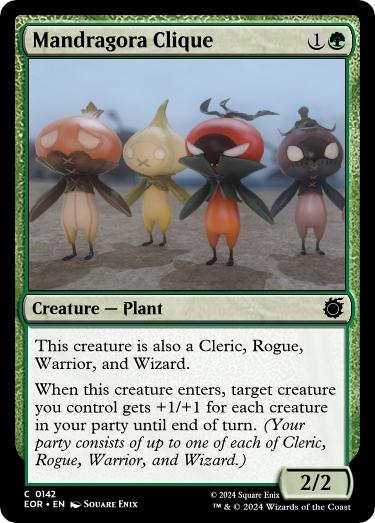 Mandragora Clique 1
Creature — Plant
This creature is also a Cleric, Rogue,
Warrior, and Wizard.
When this creature enters, target creature
you control gets +1/+1 for each creature
in your party until end of turn. (Your
party consists of up to one of each of Cleric,
Rogue, Warrior, and Wizard.)
2/2
C 0142
EOR • EN SQUARE ENIX
© 2024 Square Enix
™ & © 2024 Wizards of the Coast